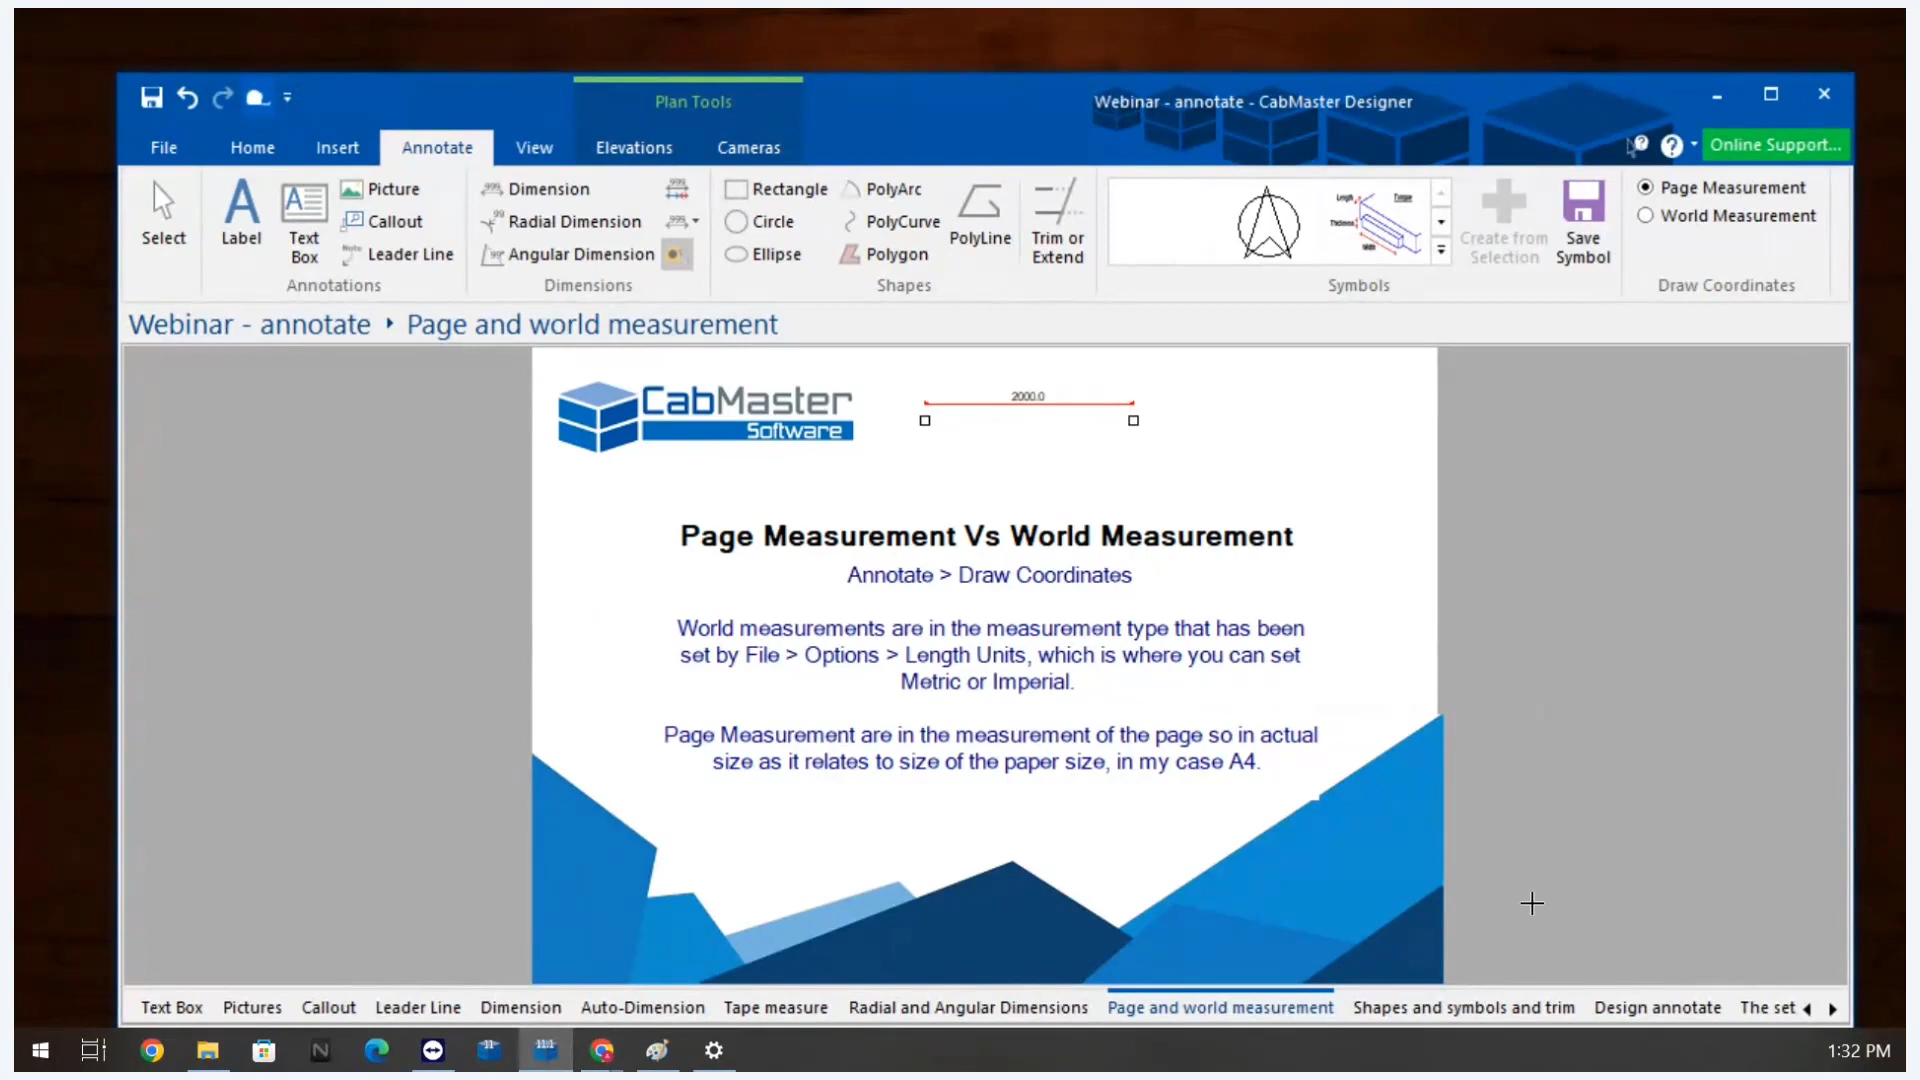 Plan Tools
Webinar - annotate - CabMaster Designer
File Home Insert Annotate View Elevations Cameras
Online Support...
Select
Label
Text Box
Picture
Callout
Leader Line
Annotations
Dimension
Radial Dimension
Angular Dimension
Dimensions
Rectangle
Circle
Ellipse
PolyArc
PolyCurve
Polygon
PolyLine
Shapes
Trim or
Extend
Length
Thickness
Width
Symbols
Create from
Selection
Save
Symbol
Page Measurement
World Measurement
Draw Coordinates
Webinar - annotate Page and world measurement
CabMaster
Software
2000.0
Page Measurement Vs World Measurement
Annotate > Draw Coordinates
World measurements are in the measurement type that has been
set by File > Options > Length Units, which is where you can set
Metric or Imperial.
Page Measurement are in the measurement of the page so in actual
size as it relates to size of the paper size, in my case A4.
Text Box Pictures Callout Leader Line Dimension Auto-Dimension Tape measure Radial and Angular Dimensions Page and world measurement Shapes and symbols and trim Design annotate The set
1:32 PM